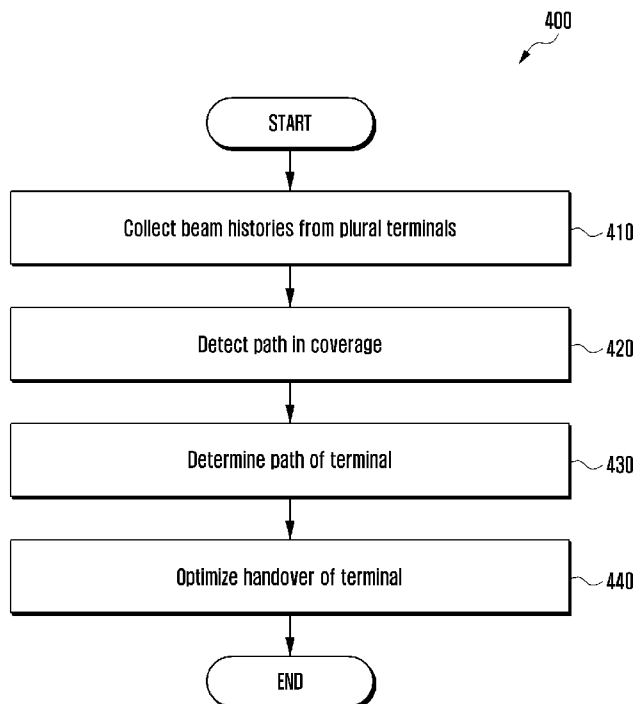 400
START
Collect beam histories from plural terminals
410
Detect path in coverage
420
Determine path of terminal
430
Optimize handover of terminal
440
END